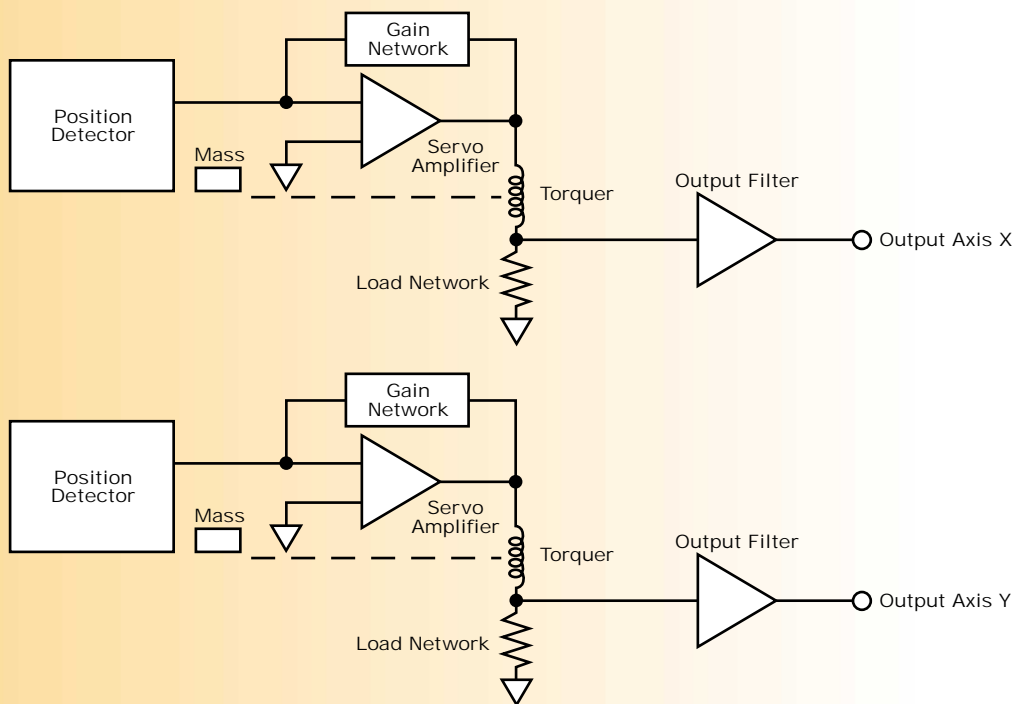 Gain
Network
Position
Detector
Mass
Servo
Amplifier
Torquer
Output Filter
Output Axis X
Load Network
Gain
Network
Position
Detector
Mass
Servo
Amplifier
Torquer
Output Filter
Output Axis Y
Load Network